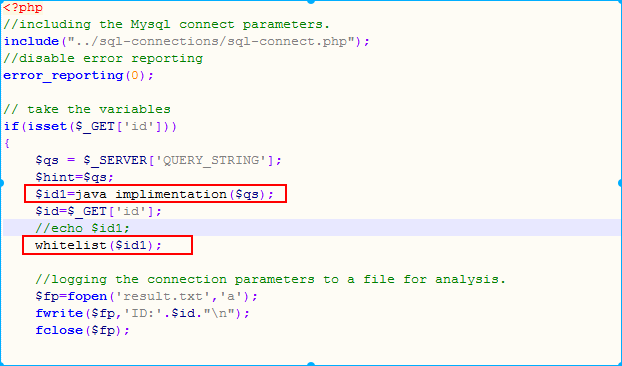 <?php
//including the Mysql connect parameters.
include("../sql-connections/sql-connect.php");
//disable error reporting
error_reporting(0);
// take the variables
if(isset($_GET['id']))
{
$qs = $_SERVER['QUERY_STRING'];
$hint=$qs;
$id1=java_implimentation($qs);
$id=$_GET['id'];
//echo $id1;
whitelist($id1);
//logging the connection parameters to a file for analysis.
$fp=fopen('result.txt','a');
fwrite($fp,'ID:'.$id."\n");
fclose($fp);